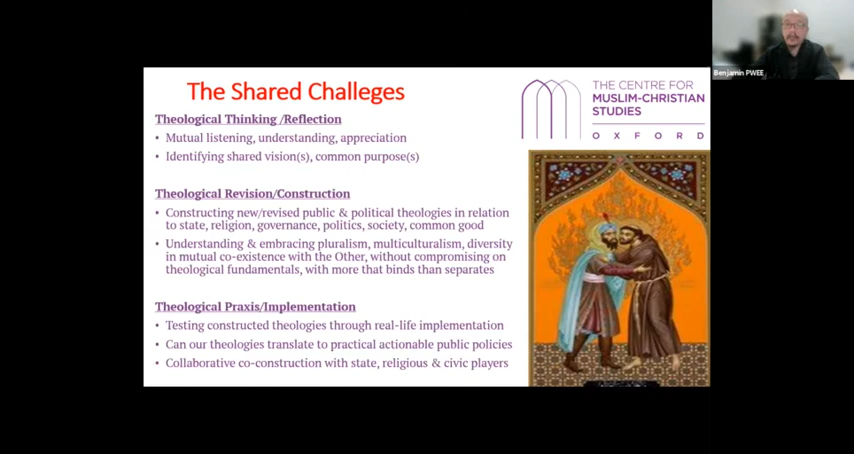 The Shared Challeges
Theological Thinking /Reflection
• Mutual listening, understanding, appreciation
• Identifying shared vision(s), common purpose(s)
Theological Revision/Construction
• Constructing new/revised public & political theologies in relation
to state, religion, governance, politics, society, common good
• Understanding & embracing pluralism, multiculturalism, diversity
in mutual co-existence with the Other, without compromising on
theological fundamentals, with more that binds than separates
Theological Praxis/Implementation
• Testing constructed theologies through real-life implementation
• Can our theologies translate to practical actionable public policies
• Collaborative co-construction with state, religious & civic players
THE CENTRE FOR
MUSLIM-CHRISTIAN
STUDIES
OXFORD
Benjamin PWEE